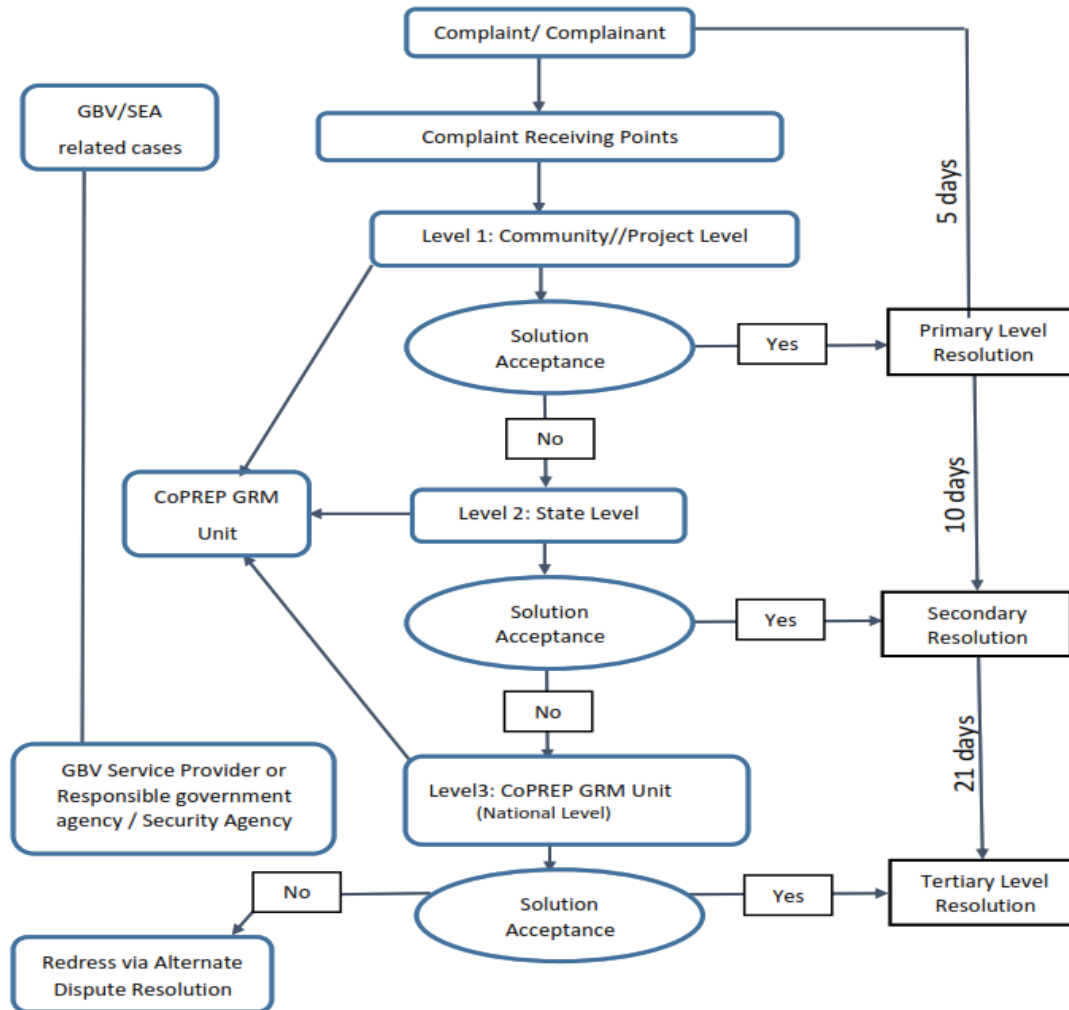 Complaint/ Complainant
GBV/SEA
related cases
Complaint Receiving Points
5 days
Level 1: Community//Project Level
Solution
Acceptance
Yes
Primary Level
Resolution
No
10 days
CoPREP GRM
Unit
Level 2: State Level
Solution
Acceptance
Yes
Secondary
Resolution
No
21 days
GBV Service Provider or
Responsible government
agency / Security Agency
Level3: CoPREP GRM Unit
(National Level)
No
Solution
Acceptance
Yes
Tertiary Level
Resolution
Redress via Alternate
Dispute Resolution